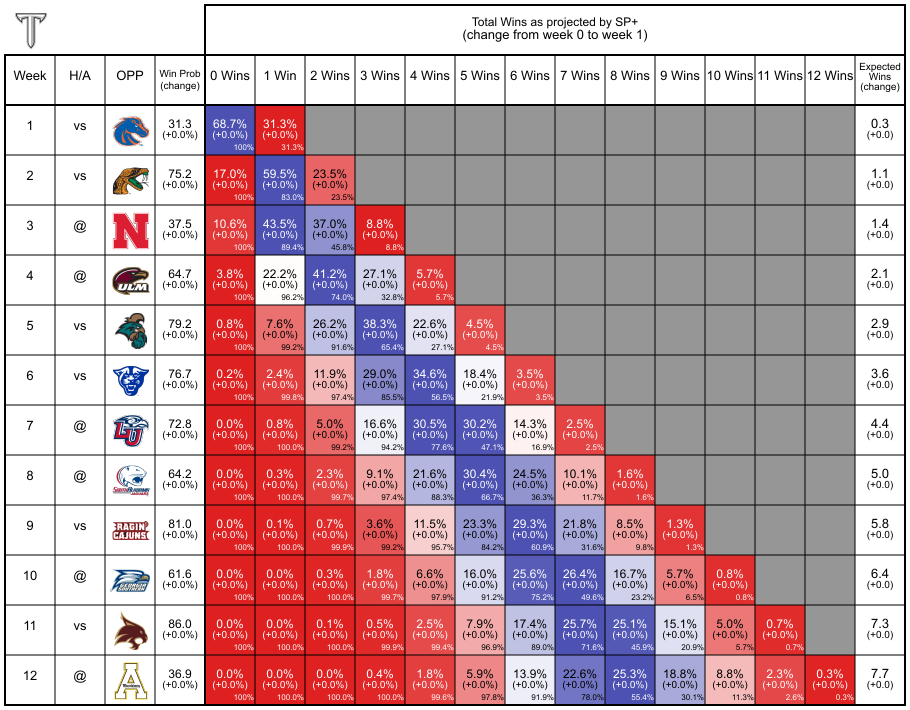 Total Wins as projected by SP+
(change from week 0 to week 1)
Week H/A OPP Win Prob (change) 0 Wins 1 Win 2 Wins 3 Wins 4 Wins 5 Wins 6 Wins 7 Wins 8 Wins 9 Wins 10 Wins 11 Wins 12 Wins Expected Wins (change)
1 vs 31.3 68.7% 31.3% 0.3
(+0.0%) (+0.0%) (+0.0%) (+0.0)
100% 31.3%
2 vs 75.2 17.0% 59.5% 23.5% 1.1
(+0.0%) (+0.0%) (+0.0%) (+0.0%) (+0.0)
100% 83.0% 23.5%
3 @ N 37.5 10.6% 43.5% 37.0% 8.8% 1.4
(+0.0%) (+0.0%) (+0.0%) (+0.0%) (+0.0%) (+0.0)
100% 89.4% 45.8% 8.8%
4 @ ULM 64.7 3.8% 22.2% 41.2% 27.1% 5.7% 2.1
(+0.0%) (+0.0%) (+0.0%) (+0.0%) (+0.0%) (+0.0%) (+0.0)
100% 96.2% 74.0% 32.8% 5.7%
5 vs 79.2 0.8% 7.6% 26.2% 38.3% 22.6% 4.5% 2.9
(+0.0%) (+0.0%) (+0.0%) (+0.0%) (+0.0%) (+0.0%) (+0.0%) (+0.0)
100% 99.2% 91.6% 65.4% 27.1% 4.5%
6 vs 76.7 0.2% 2.4% 11.9% 29.0% 34.6% 18.4% 3.5% 3.6
(+0.0%) (+0.0%) (+0.0%) (+0.0%) (+0.0%) (+0.0%) (+0.0%) (+0.0%) (+0.0)
100% 99.8% 97.4% 85.5% 56.5% 21.9% 3.5%
7 @ LU 72.8 0.0% 0.8% 5.0% 16.6% 30.5% 30.2% 14.3% 2.5% 4.4
(+0.0%) (+0.0%) (+0.0%) (+0.0%) (+0.0%) (+0.0%) (+0.0%) (+0.0%) (+0.0%) (+0.0)
100% 100.0% 99.2% 94.2% 77.6% 47.1% 16.9% 2.5%
8 @ 64.2 0.0% 0.3% 2.3% 9.1% 21.6% 30.4% 24.5% 10.1% 1.6% 5.0
(+0.0%) (+0.0%) (+0.0%) (+0.0%) (+0.0%) (+0.0%) (+0.0%) (+0.0%) (+0.0%) (+0.0%) (+0.0)
100% 100.0% 99.7% 97.4% 88.3% 66.7% 36.3% 11.7% 1.6%
9 vs RAGIN' CAJUNS 81.0 0.0% 0.1% 0.7% 3.6% 11.5% 23.3% 29.3% 21.8% 8.5% 1.3% 5.8
(+0.0%) (+0.0%) (+0.0%) (+0.0%) (+0.0%) (+0.0%) (+0.0%) (+0.0%) (+0.0%) (+0.0%) (+0.0%) (+0.0)
100% 100.0% 99.9% 99.2% 95.7% 84.2% 60.9% 31.6% 9.8% 1.3%
10 @ 61.6 0.0% 0.0% 0.3% 1.8% 6.6% 16.0% 25.6% 26.4% 16.7% 5.7% 0.8% 6.4
(+0.0%) (+0.0%) (+0.0%) (+0.0%) (+0.0%) (+0.0%) (+0.0%) (+0.0%) (+0.0%) (+0.0%) (+0.0%) (+0.0%) (+0.0)
100% 100.0% 100.0% 99.7% 97.9% 91.2% 75.2% 49.6% 23.2% 6.5% 0.8%
11 vs 86.0 0.0% 0.0% 0.1% 0.5% 2.5% 7.9% 17.4% 25.7% 25.1% 15.1% 5.0% 0.7% 7.3
(+0.0%) (+0.0%) (+0.0%) (+0.0%) (+0.0%) (+0.0%) (+0.0%) (+0.0%) (+0.0%) (+0.0%) (+0.0%) (+0.0%) (+0.0%) (+0.0)
100% 100.0% 100.0% 99.9% 99.4% 96.9% 89.0% 71.6% 45.9% 20.9% 5.7% 0.7%
12 @ A 36.9 0.0% 0.0% 0.0% 0.4% 1.8% 5.9% 13.9% 22.6% 25.3% 18.8% 8.8% 2.3% 0.3% 7.7
(+0.0%) (+0.0%) (+0.0%) (+0.0%) (+0.0%) (+0.0%) (+0.0%) (+0.0%) (+0.0%) (+0.0%) (+0.0%) (+0.0%) (+0.0%) (+0.0%) (+0.0)
100% 100.0% 100.0% 100.0% 99.6% 97.8% 91.9% 78.0% 55.4% 30.1% 11.3% 2.6% 0.3%